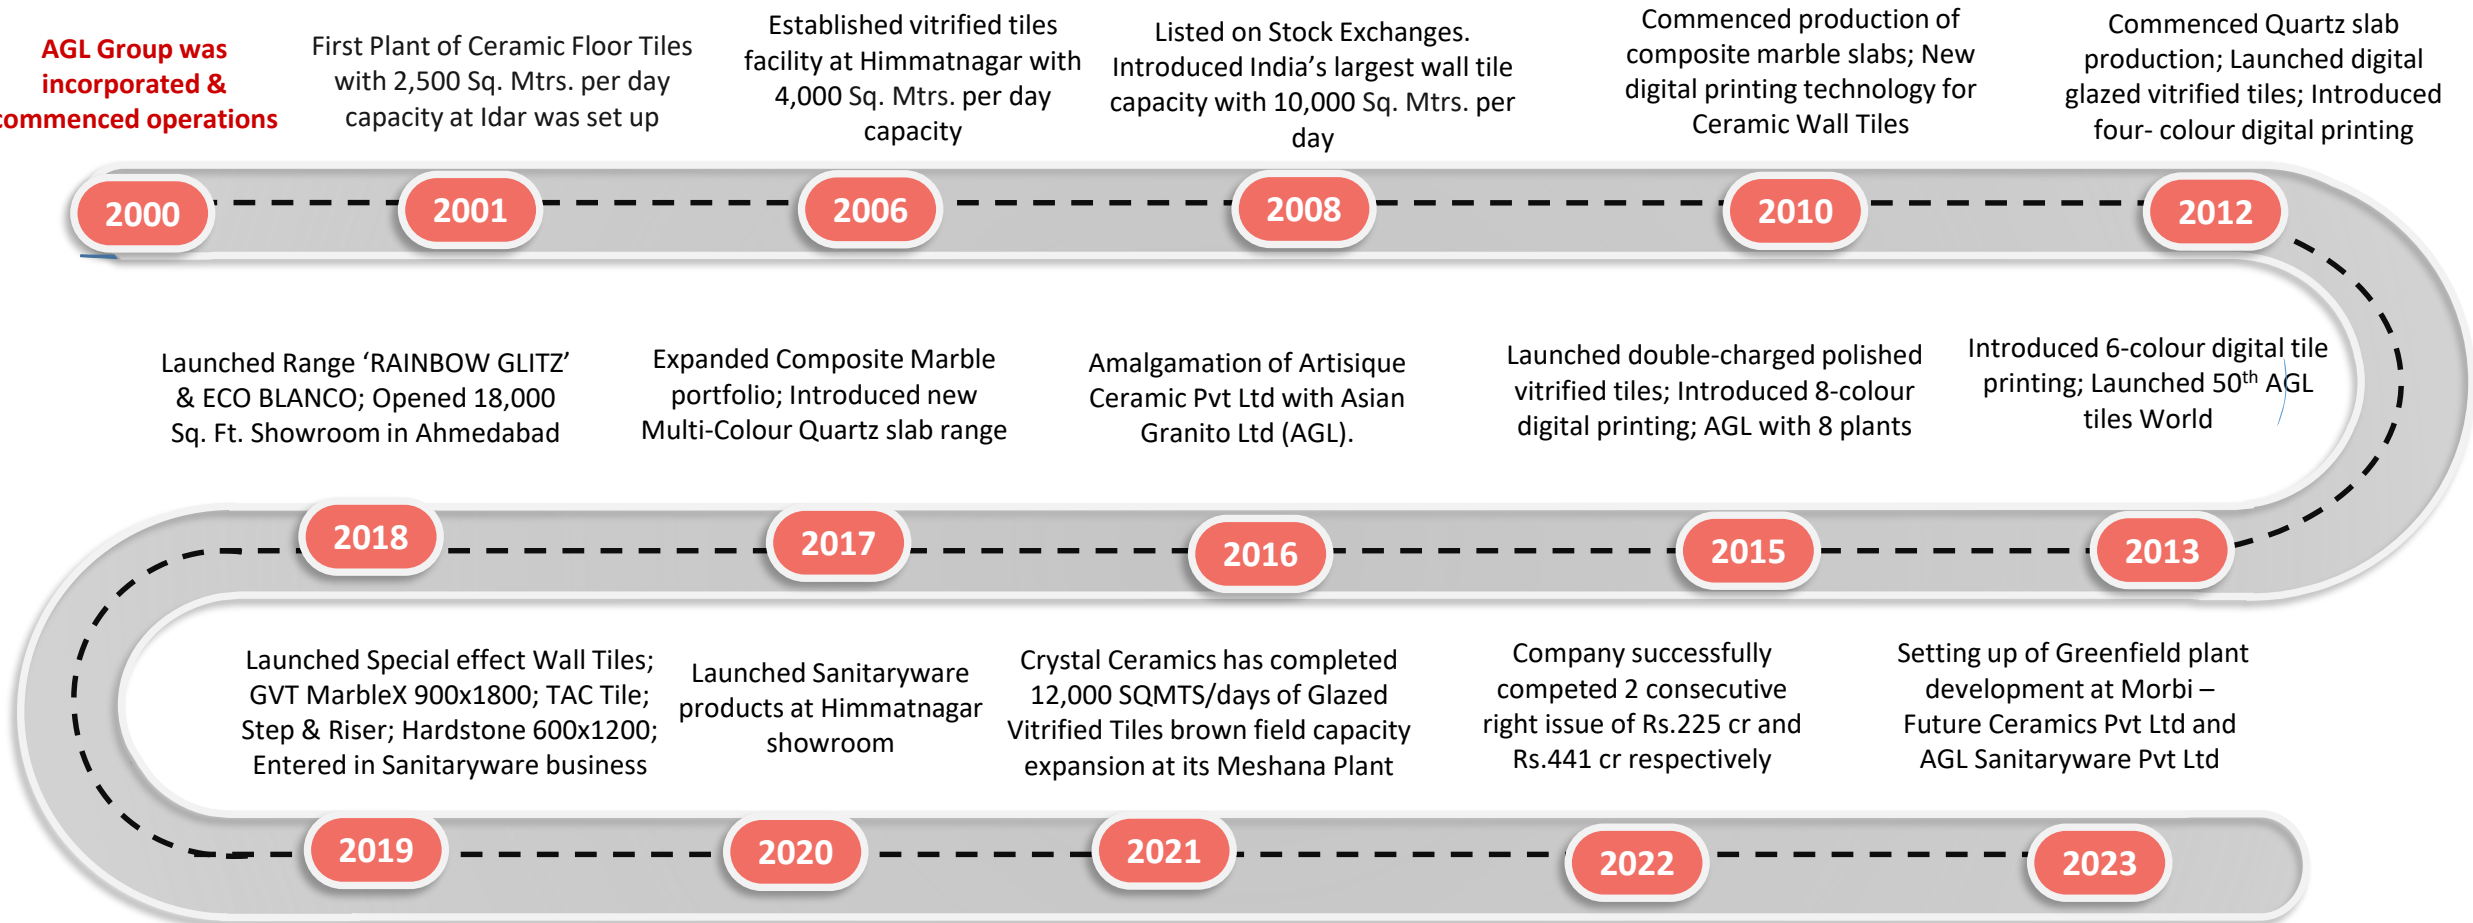 AGL Group was
incorporated &
commenced operations
First Plant of Ceramic Floor Tiles
with 2,500 Sq. Mtrs. per day
capacity at Idar was set up
Established vitrified tiles
facility at Himmatnagar with
4,000 Sq. Mtrs. per day
capacity
Listed on Stock Exchanges.
Introduced India's largest wall tile
capacity with 10,000 Sq. Mtrs. per
day
Commenced production of
composite marble slabs; New
digital printing technology for
Ceramic Wall Tiles
Commenced Quartz slab
production; Launched digital
glazed vitrified tiles; Introduced
four- colour digital printing
2000
2001
2006
2008
2010
2012
Launched Range ‘RAINBOW GLITZ’
& ECO BLANCO; Opened 18,000
Sq. Ft. Showroom in Ahmedabad
Expanded Composite Marble
portfolio; Introduced new
Multi-Colour Quartz slab range
Amalgamation of Artisique
Ceramic Pvt Ltd with Asian
Granito Ltd (AGL).
Launched double-charged polished
vitrified tiles; Introduced 8-colour
digital printing; AGL with 8 plants
Introduced 6-colour digital tile
printing; Launched 50th AGL
tiles World
2018
2017
2016
2015
2013
Launched Special effect Wall Tiles;
GVT MarbleX 900x1800; TAC Tile;
Step & Riser; Hardstone 600x1200;
Entered in Sanitaryware business
Launched Sanitaryware
products at Himmatnagar
showroom
Crystal Ceramics has completed
12,000 SQMTS/days of Glazed
Vitrified Tiles brown field capacity
expansion at its Meshana Plant
Company successfully
competed 2 consecutive
right issue of Rs.225 cr and
Rs.441 cr respectively
Setting up of Greenfield plant
development at Morbi –
Future Ceramics Pvt Ltd and
AGL Sanitaryware Pvt Ltd
2019
2020
2021
2022
2023